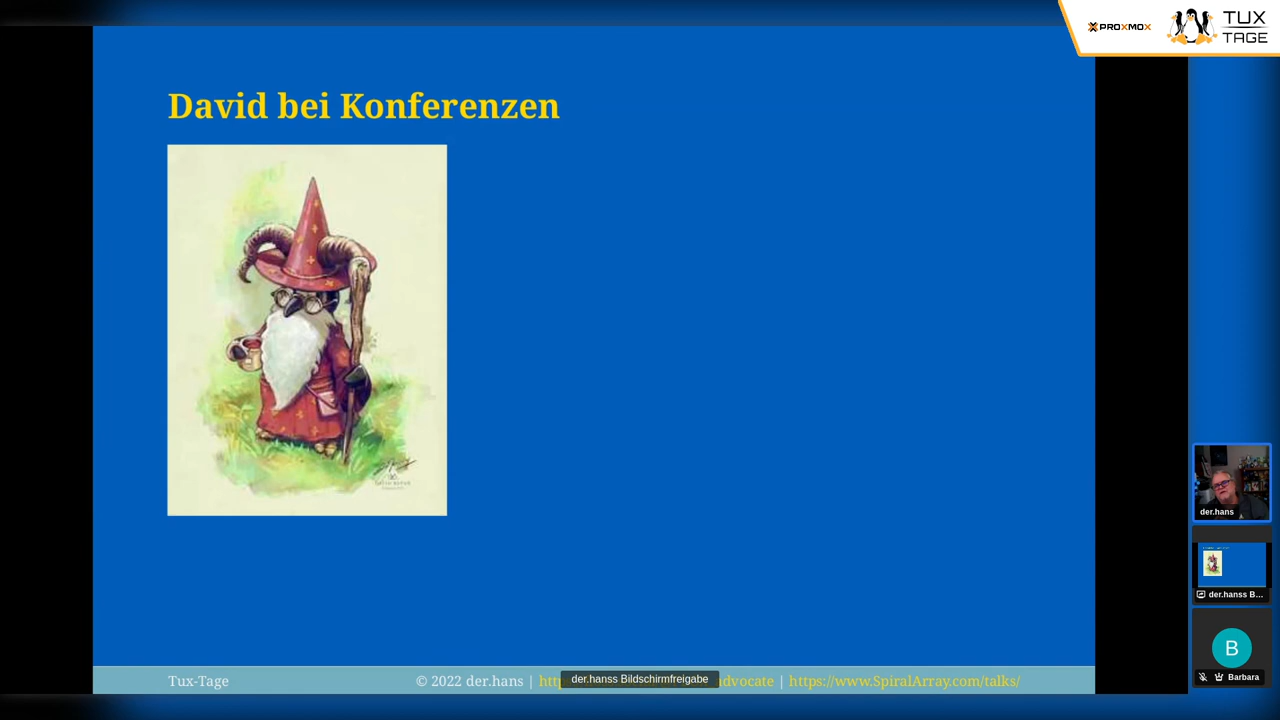 PROXMOX
TUX
TAGE
David bei Konferenzen
der.hans
der.hanss B...
B
Barbara
der.hanss Bildschirmfreigabe
Tux-Tage
© 2022 der.hans | http advocate | https://www.SpiralArray.com/talks/